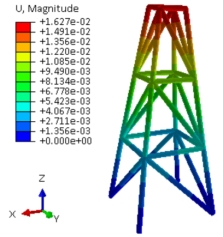 U, Magnitude
+1.627e-02
+1.491e-02
+1.356e-02
+1.220e-02
+1.085e-02
+9.490e-03
+8.134e-03
+6.778e-03
+5.423e-03
+4.067e-03
+2.711e-03
+1.356e-03
+0.000e+00
Z
X
Y